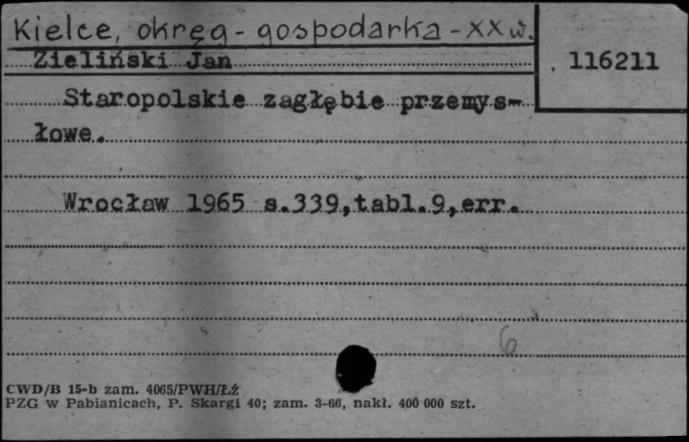 Kielce, okręg - gospodarka - XX w.
Zieliński Jan
116211
Staropolskie zagłębie przemys-
łowe.
Wrocław 1965 s.339,tabl.9,err.
6
CWD/B 15-b zam. 4065/PWH/ŁŻ
PZG w Pabianicach, P. Skargi 40; zam. 3-66, nakł. 400 000 szt.